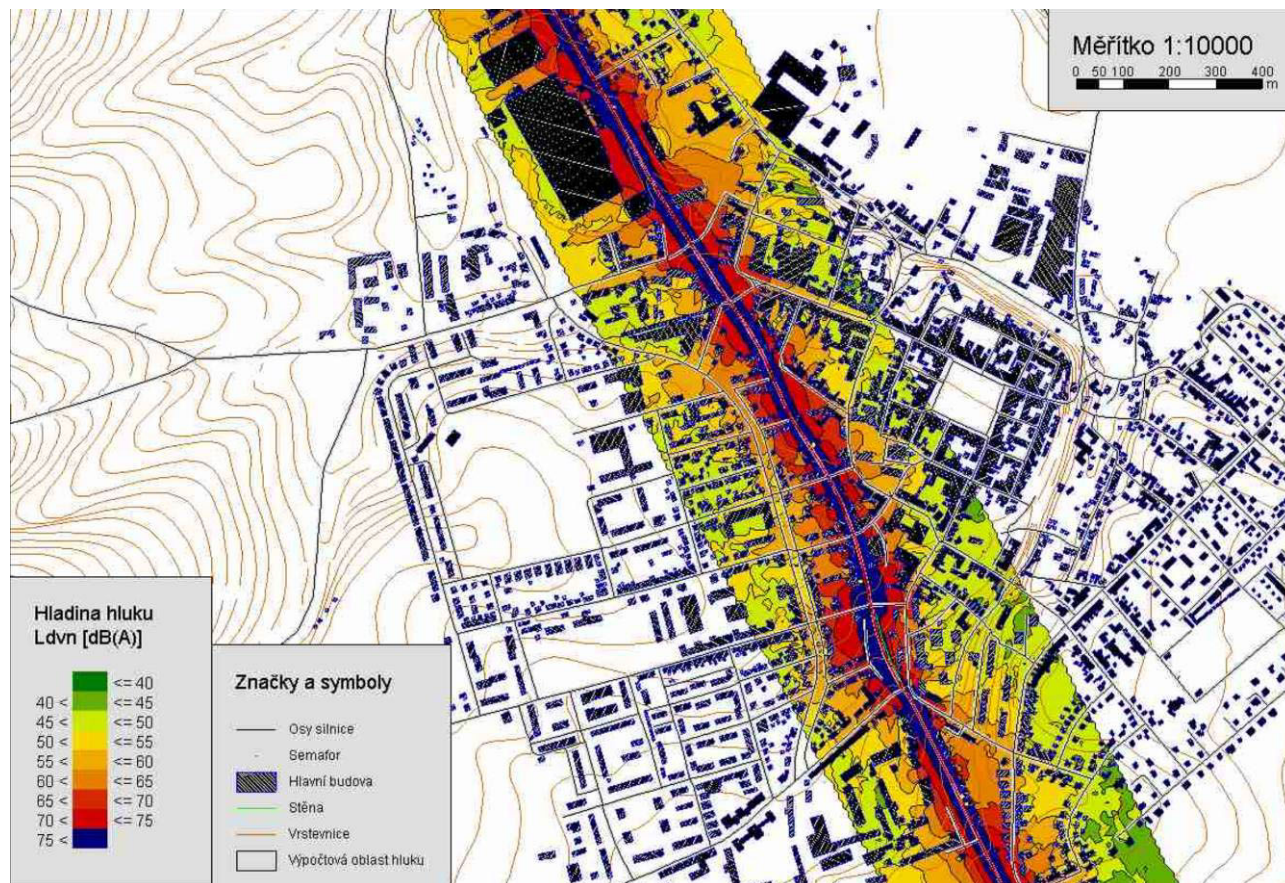 Měřítko 1:10000
0 50 100 200 300 400
m
Hladina hluku
Ldvn [dB(A)]
<= 40
40 < <= 45
45 < <= 50
50 < <= 55
55 < <= 60
60 < <= 65
65 < <= 70
70 < <= 75
75 <
Značky a symboly
Osy silnice
Semafor
Hlavní budova
Stěna
Vrstevnice
Výpočtová oblast hluku